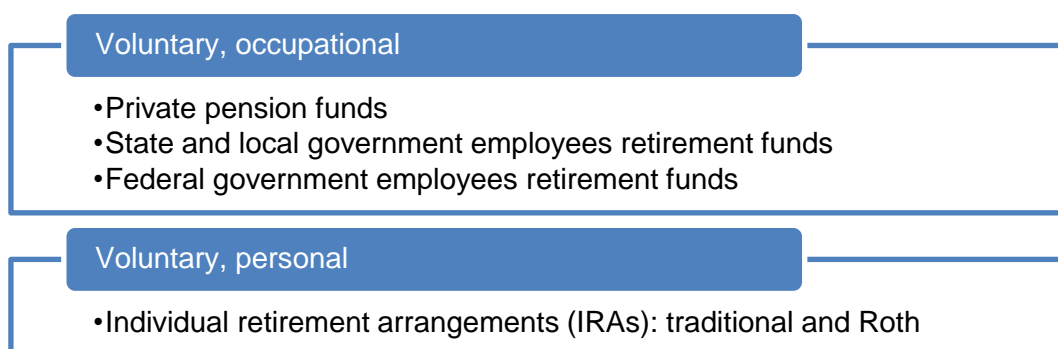 Voluntary, occupational
•Private pension funds
•State and local government employees retirement funds
•Federal government employees retirement funds
Voluntary, personal
•Individual retirement arrangements (IRAs): traditional and Roth